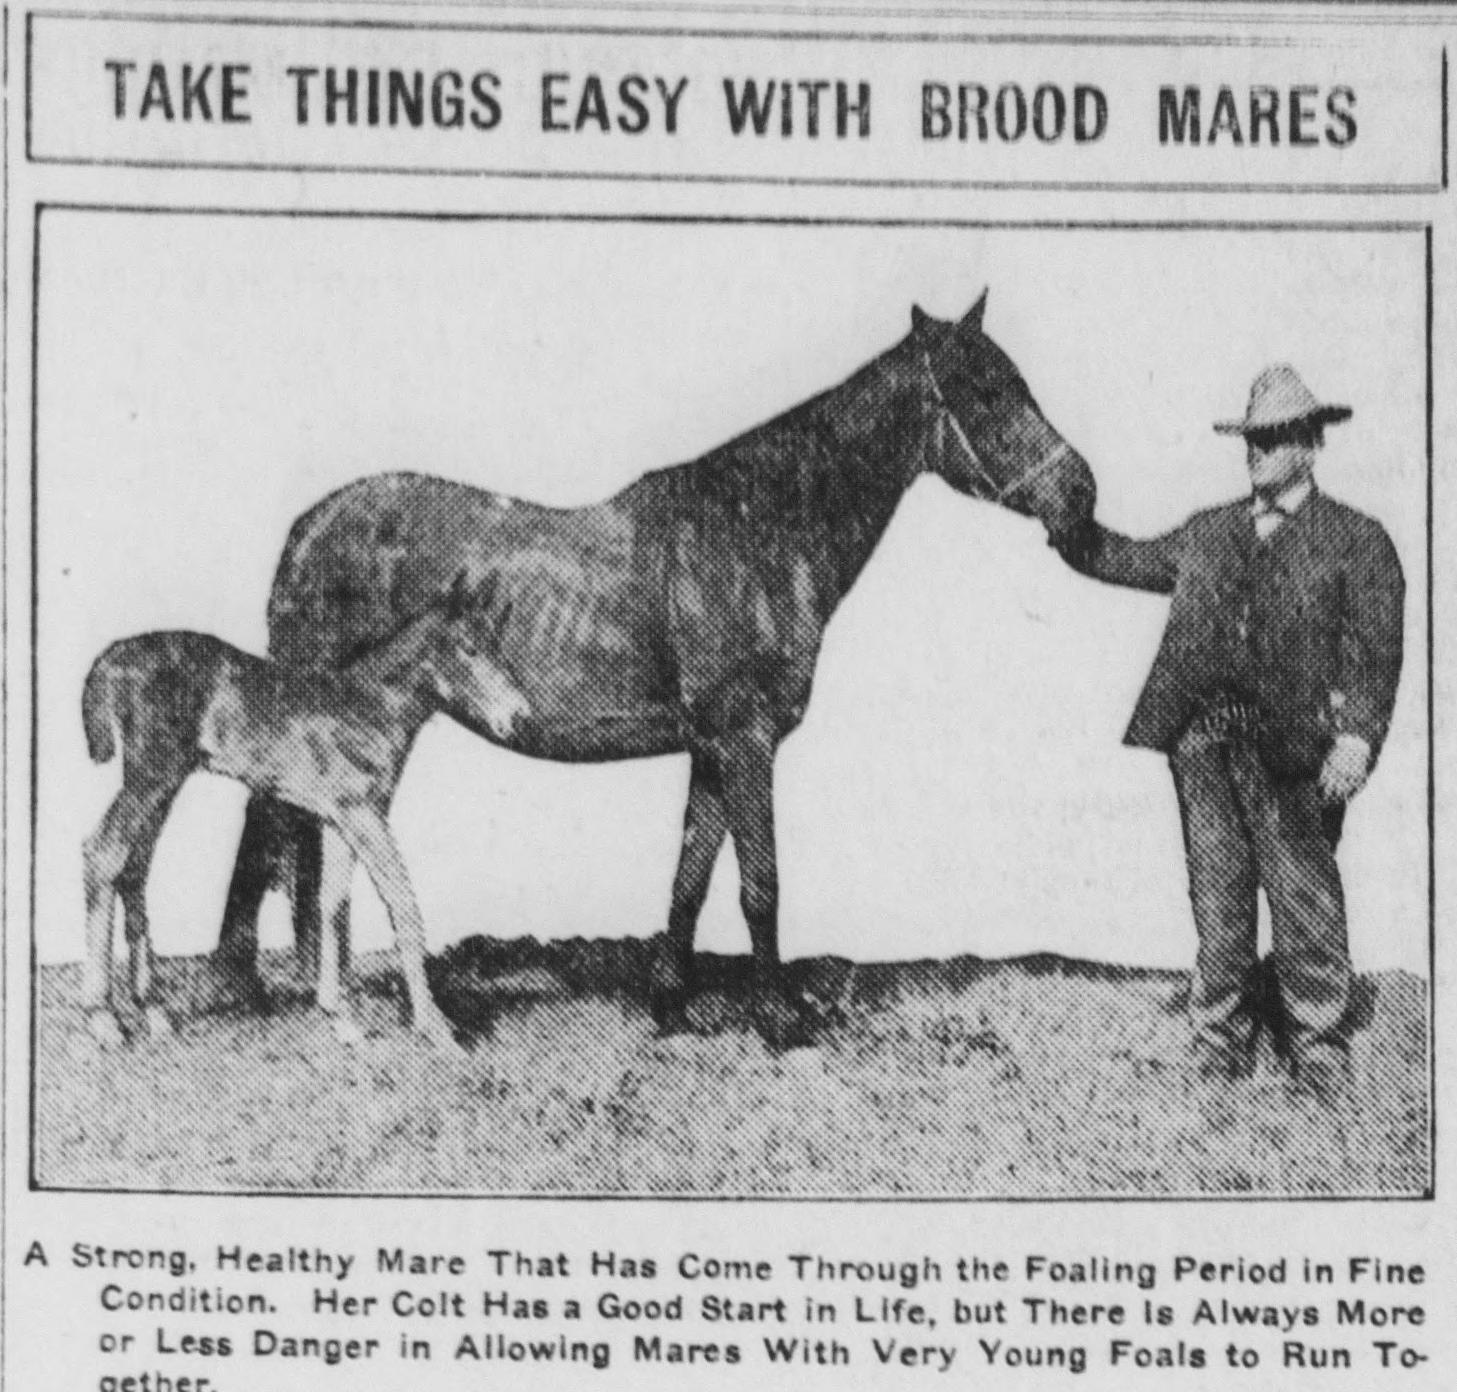 TAKE THINGS EASY WITH BROOD MARES
A Strong, Healthy Mare That Has Come Through the Foaling Period in Fine
Condition. Her Colt Has a Good Start in Life, but There Is Always More
or Less Danger in Allowing Mares With Very Young Foals to Run To-
gether.